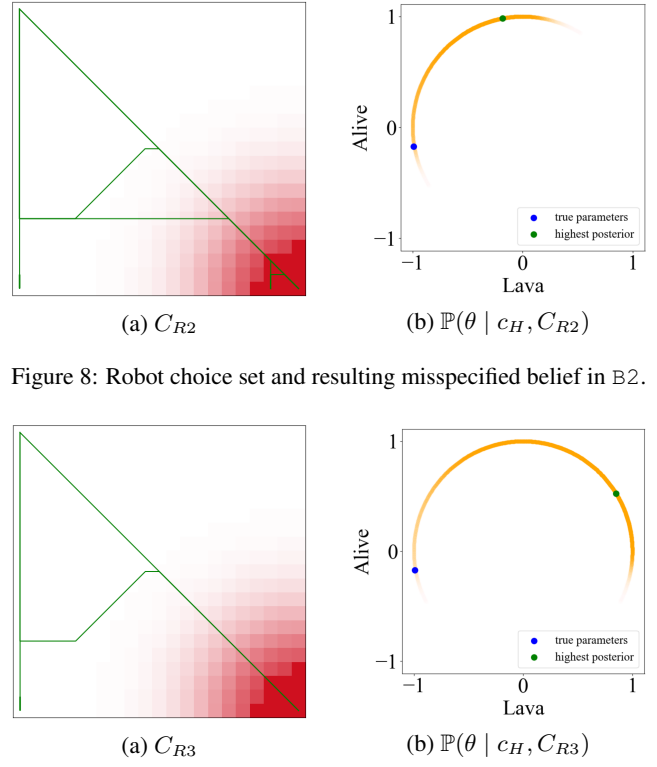 1
0
−1
Alive
−1
0
1
Lava
true parameters
highest posterior
(a) C_{R2}
(b) ℙ(θ | c_H, C_{R2})
Figure 8: Robot choice set and resulting misspecified belief in B2.
1
0
−1
Alive
−1
0
1
Lava
true parameters
highest posterior
(a) C_{R3}
(b) ℙ(θ | c_H, C_{R3})